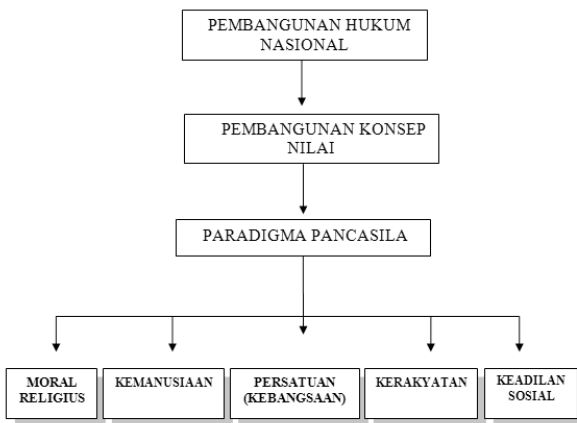 PEMBANGUNAN HUKUM
NASIONAL
PEMBANGUNAN KONSEP
NILAI
PARADIGMA PANCASILA
MORAL
RELIGIUS
KEMANUSIAAN
PERSATUAN
(KEBANGSAAN)
KERAKYATAN
KEADILAN
SOSIAL